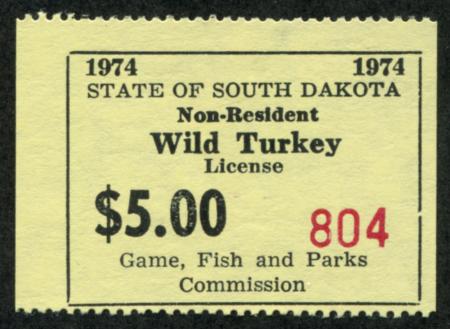 1974 1974
STATE OF SOUTH DAKOTA
Non-Resident
Wild Turkey
License
$5.00 804
Game, Fish and Parks
Commission